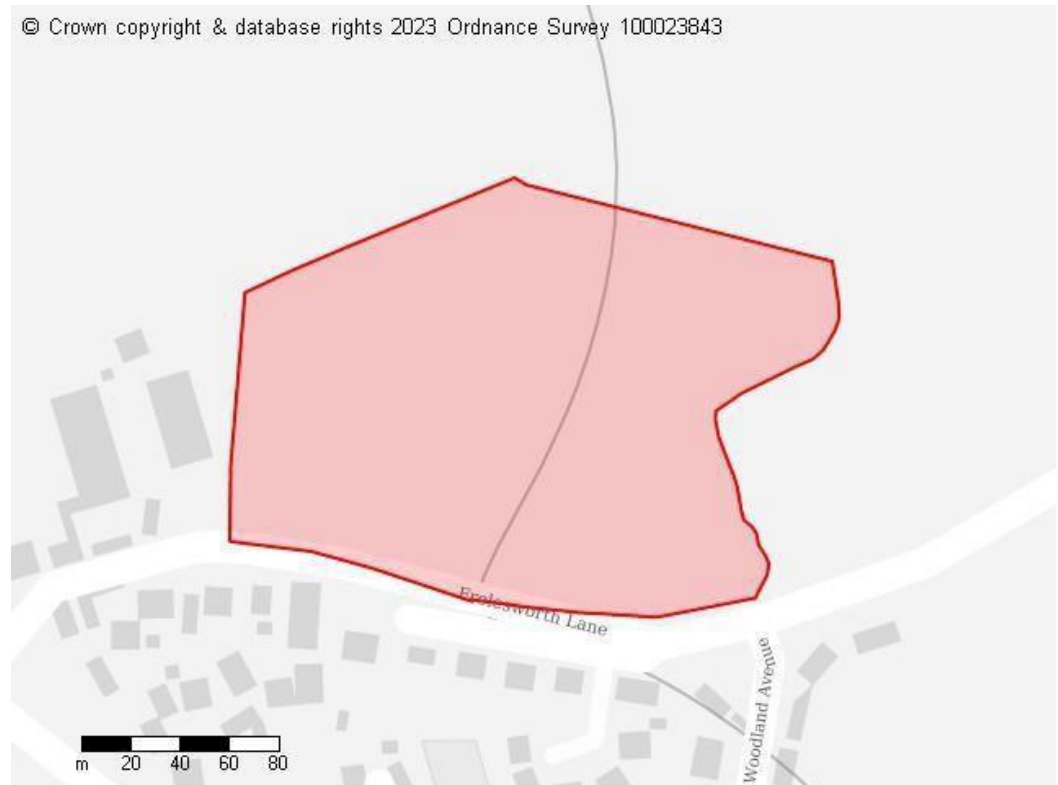 © Crown copyright & database rights 2023 Ordnance Survey 100023843
Frolesworth Lane
Woodland Avenue
m 20 40 60 80